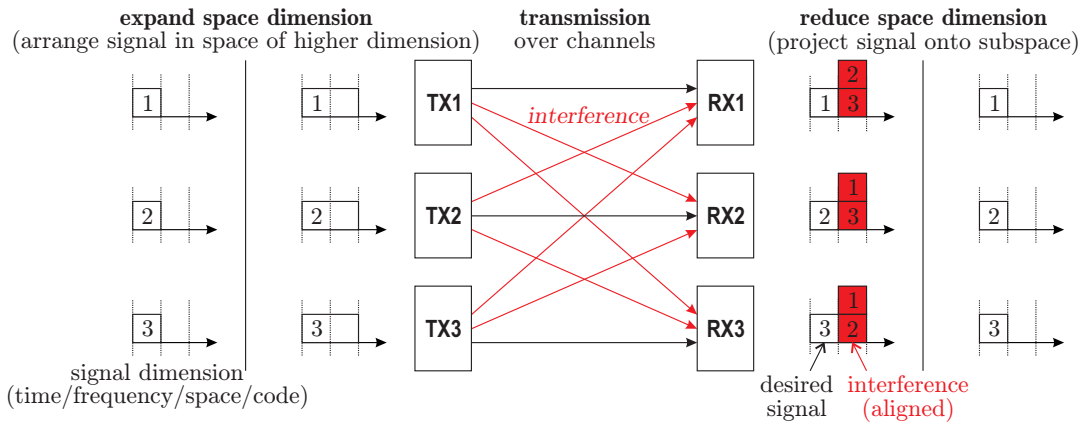 expand space dimension
(arrange signal in space of higher dimension)
transmission
over channels
reduce space dimension
(project signal onto subspace)
1
1
TX1
interference
RX1
2
1
3
1
2
2
TX2
RX2
1
2
3
2
3
3
TX3
RX3
1
3
2
3
signal dimension
(time/frequency/space/code)
desired
signal
interference
(aligned)